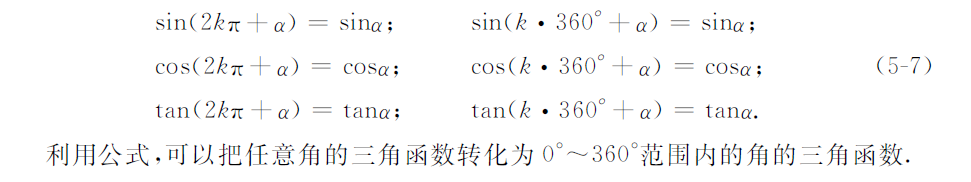 sin(2kπ+α) = sinα; sin(k·360°+α) = sinα;
cos(2kπ+α) = cosα; cos(k·360°+α) = cosα; (5-7)
tan(2kπ+α) = tanα; tan(k·360°+α) = tanα.
利用公式,可以把任意角的三角函数转化为 0°~360°范围内的角的三角函数.